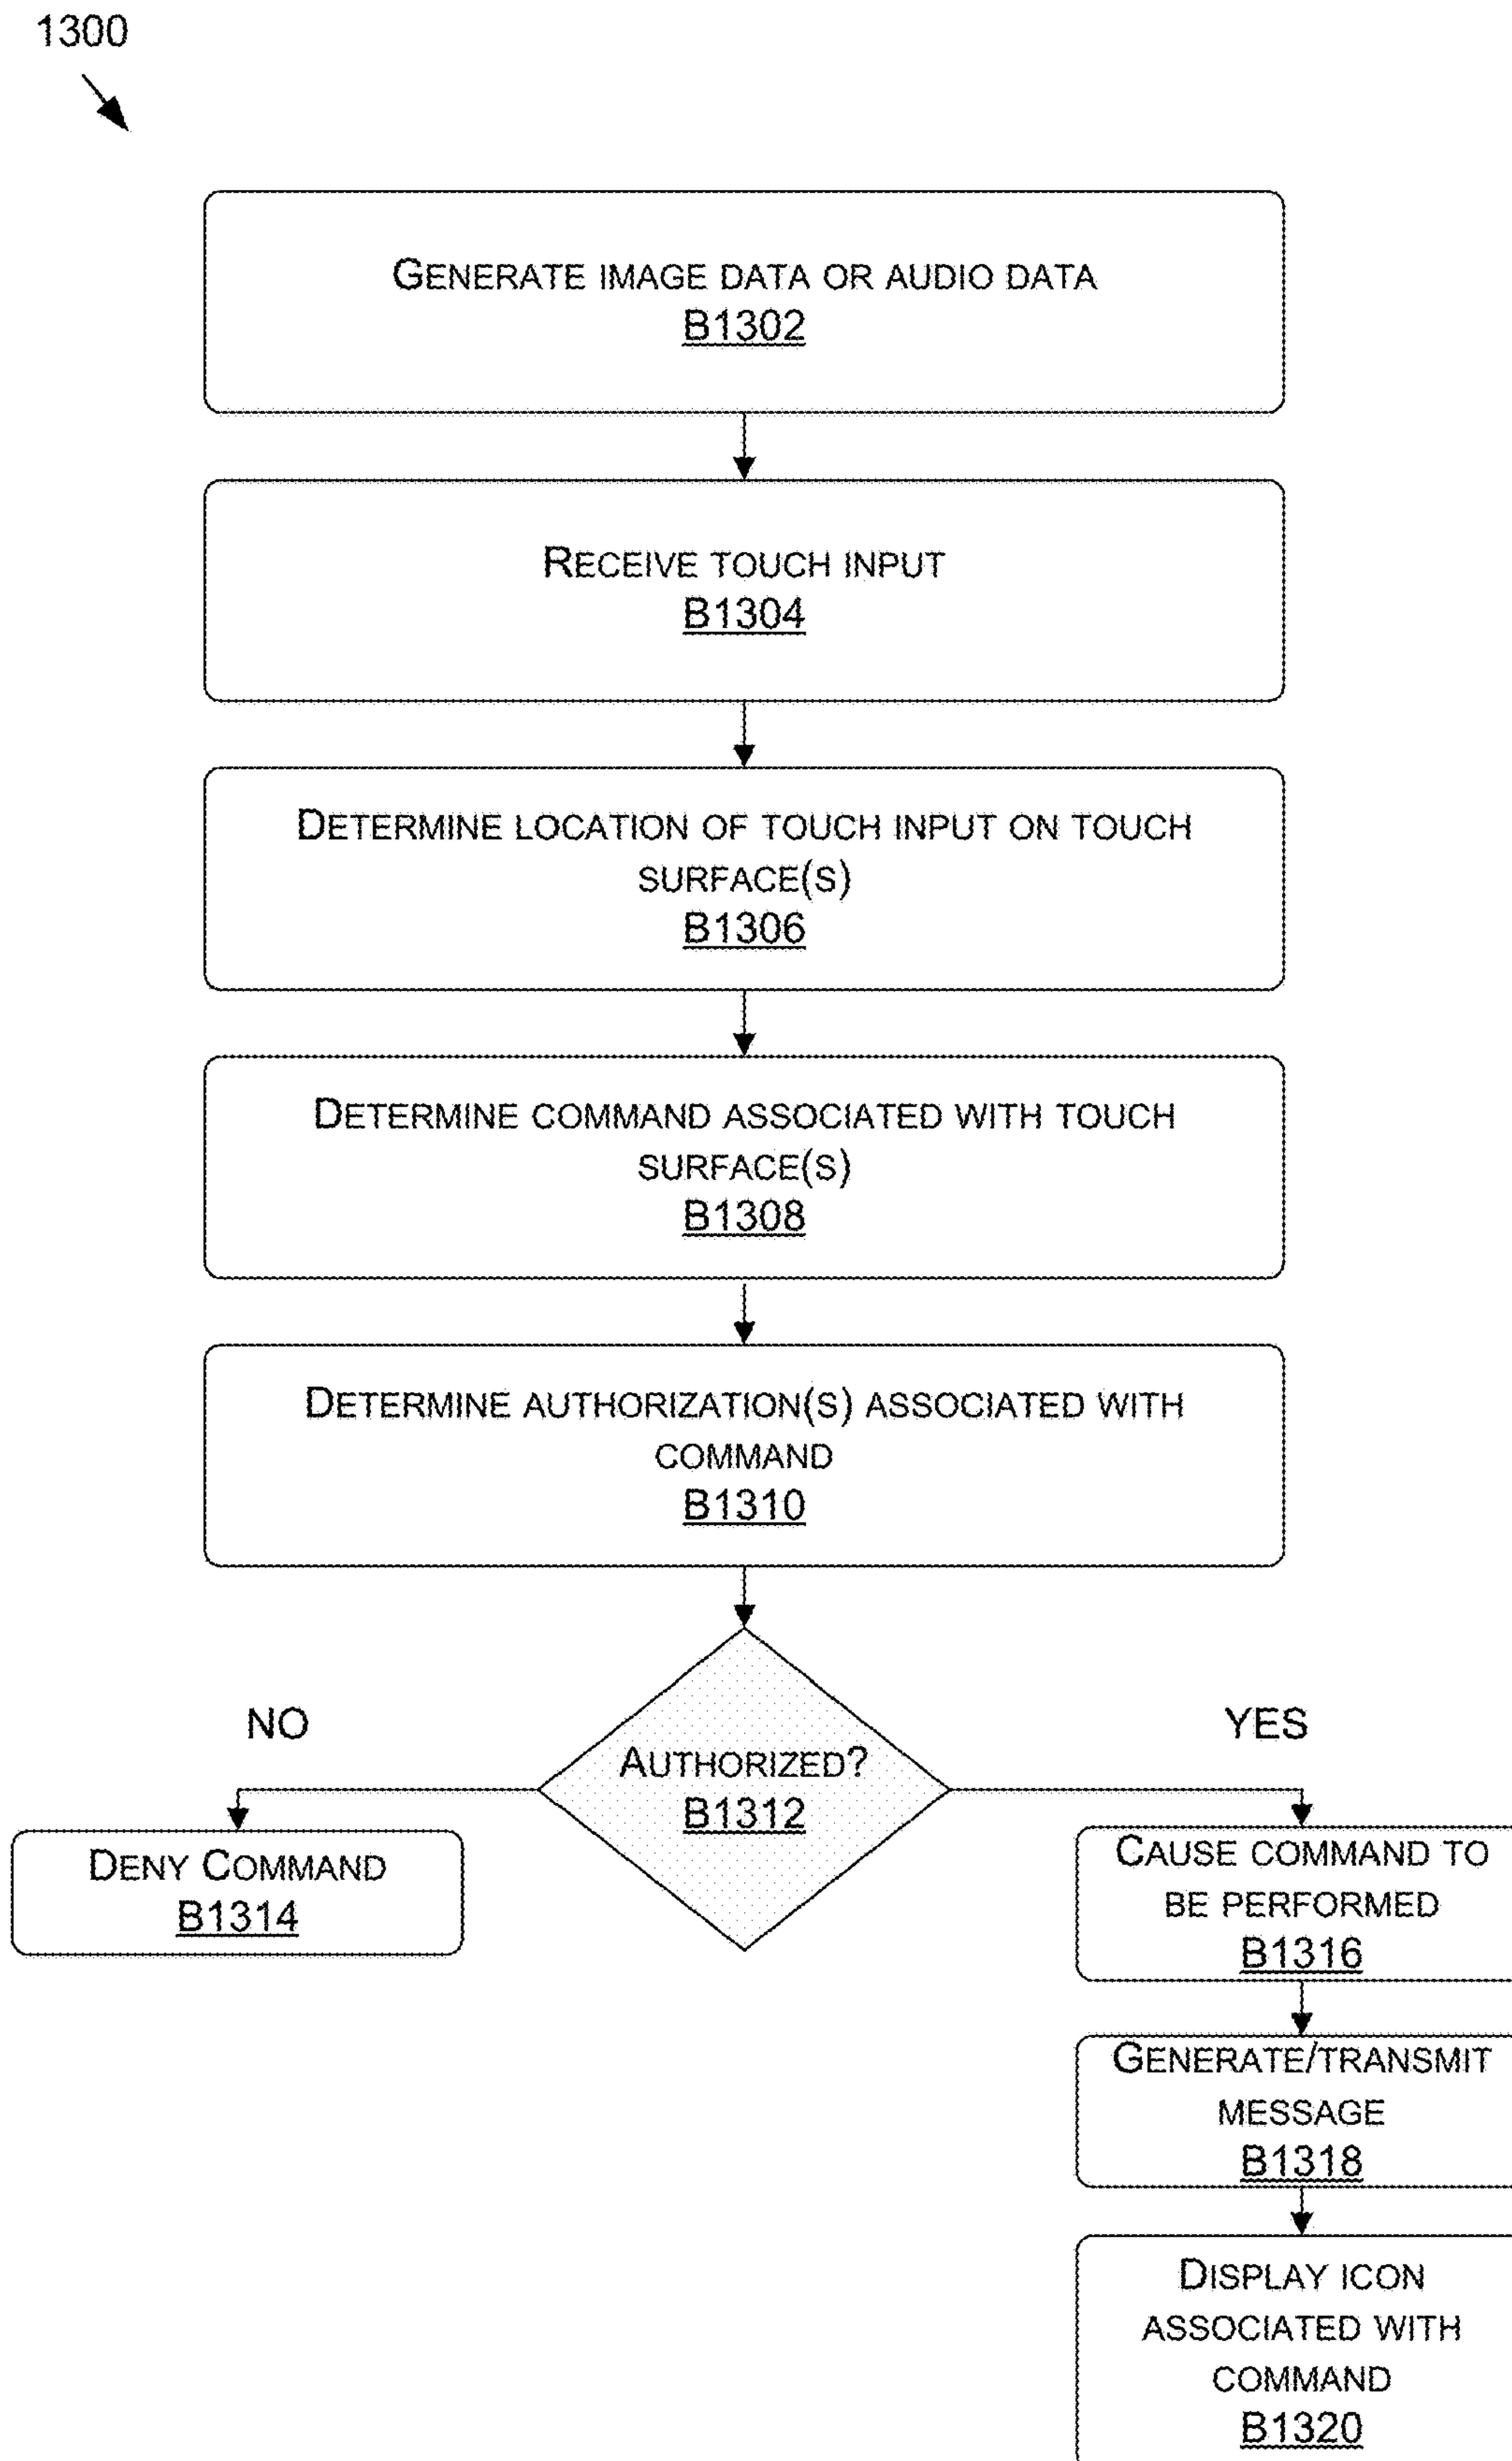 1300
GENERATE IMAGE DATA OR AUDIO DATA
B1302
RECEIVE TOUCH INPUT
B1304
DETERMINE LOCATION OF TOUCH INPUT ON TOUCH
SURFACE(S)
B1306
DETERMINE COMMAND ASSOCIATED WITH TOUCH
SURFACE(S)
B1308
DETERMINE AUTHORIZATION(S) ASSOCIATED WITH
COMMAND
B1310
NO
YES
AUTHORIZED?
B1312
DENY COMMAND
B1314
CAUSE COMMAND TO
BE PERFORMED
B1316
GENERATE/TRANSMIT
MESSAGE
B1318
DISPLAY ICON
ASSOCIATED WITH
COMMAND
B1320